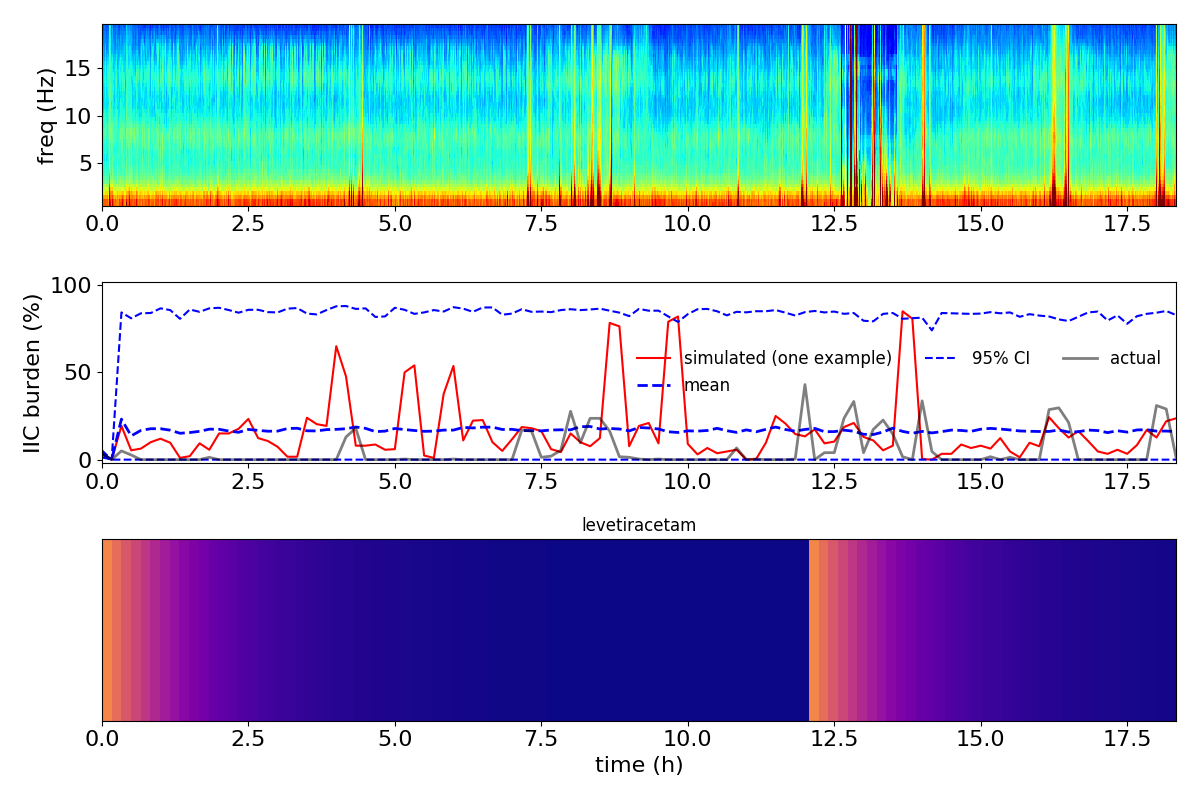 freq (Hz)
15
10
5
0.0 2.5 5.0 7.5 10.0 12.5 15.0 17.5
IIC burden (%)
100
50
0
simulated (one example)
mean
95% CI
actual
0.0 2.5 5.0 7.5 10.0 12.5 15.0 17.5
levetiracetam
0.0 2.5 5.0 7.5 10.0 12.5 15.0 17.5
time (h)